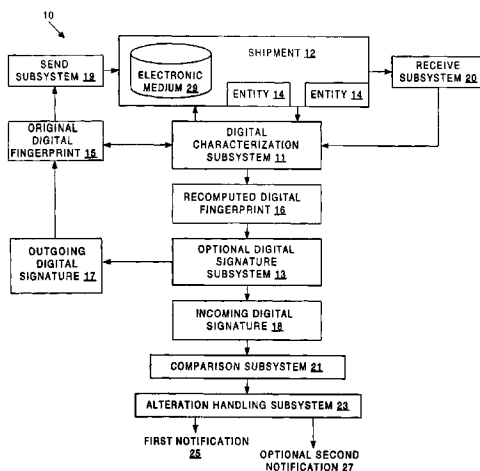 10
SEND
SUBSYSTEM 19
SHIPMENT 12
ELECTRONIC
MEDIUM 29
ENTITY 14
ENTITY 14
RECEIVE
SUBSYSTEM 20
ORIGINAL
DIGITAL
FINGERPRINT 15
DIGITAL
CHARACTERIZATION
SUBSYSTEM 11
RECOMPUTED DIGITAL
FINGERPRINT 16
OUTGOING
DIGITAL
SIGNATURE 17
OPTIONAL DIGITAL
SIGNATURE SUBSYSTEM
13
INCOMING
DIGITAL
SIGNATURE 18
COMPARISON SUBSYSTEM 21
ALTERATION HANDLING SUBSYSTEM 23
FIRST NOTIFICATION
25
OPTIONAL SECOND
NOTIFICATION 27